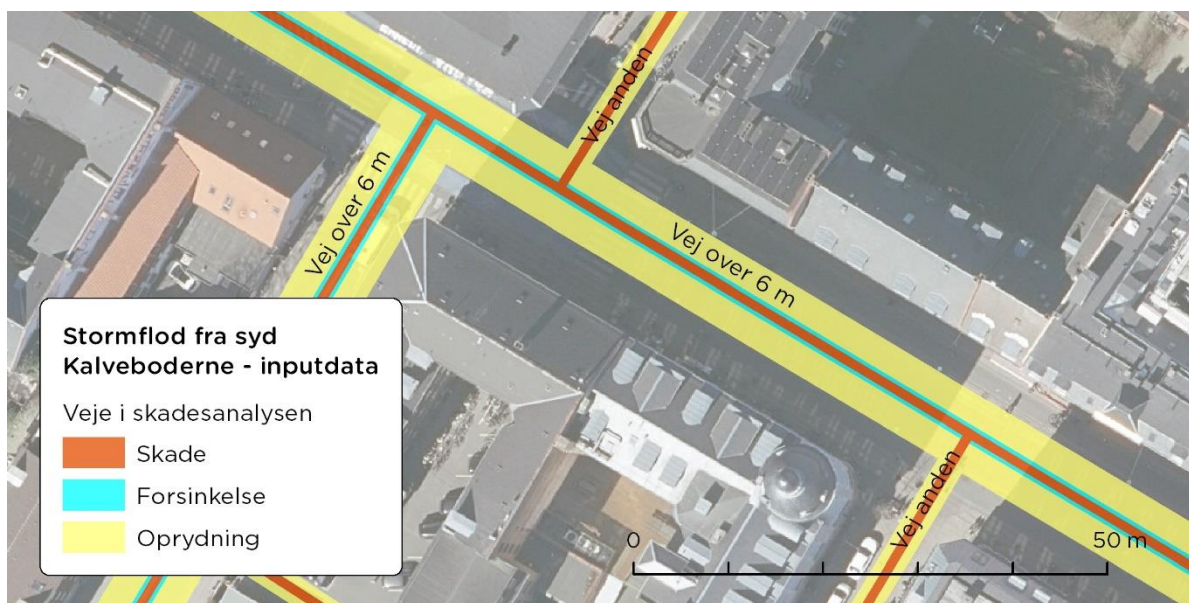 Vej anden
Vej over 6 m
Vej over 6 m
Stormflod fra syd
Kalveboderne - inputdata
Veje i skadesanalysen
Skade
Forsinkelse
Oprydning
Vej anden
0
50 m